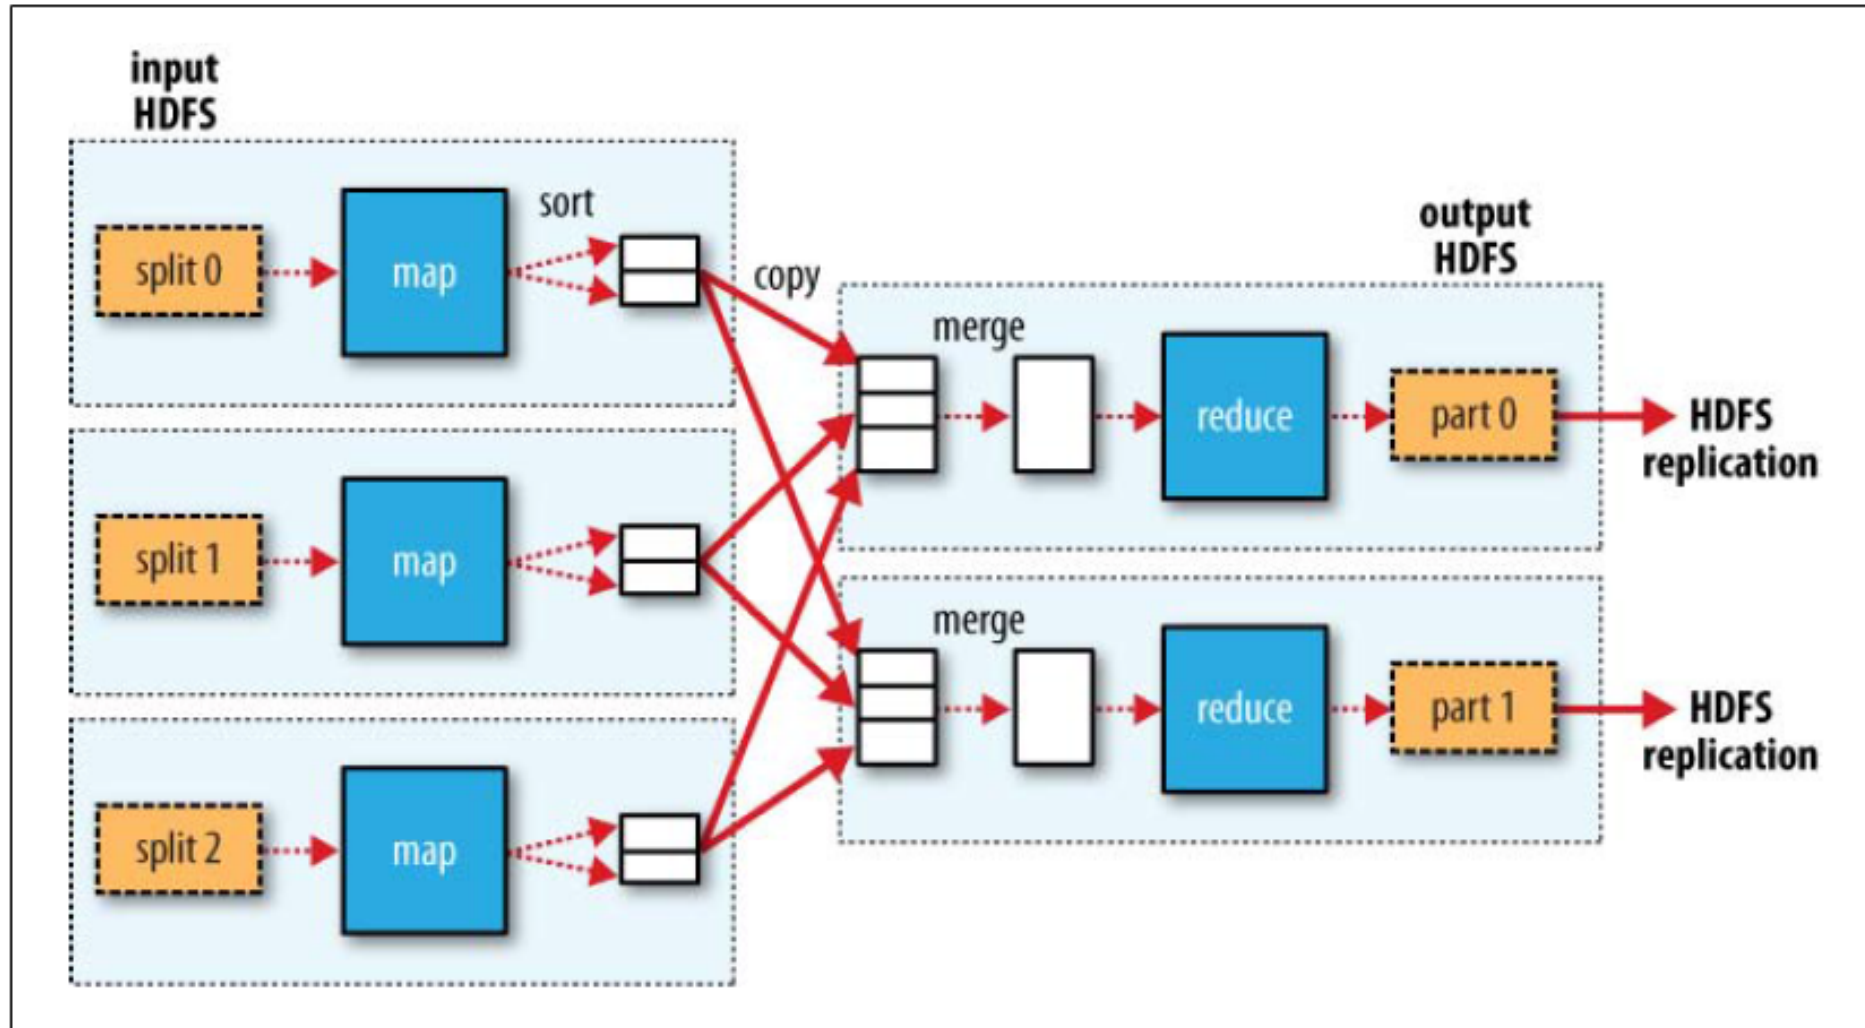 input
HDFS
split 0
map
sort
copy
split 1
map
split 2
map
output
HDFS
merge
reduce
part 0
HDFS
replication
merge
reduce
part 1
HDFS
replication